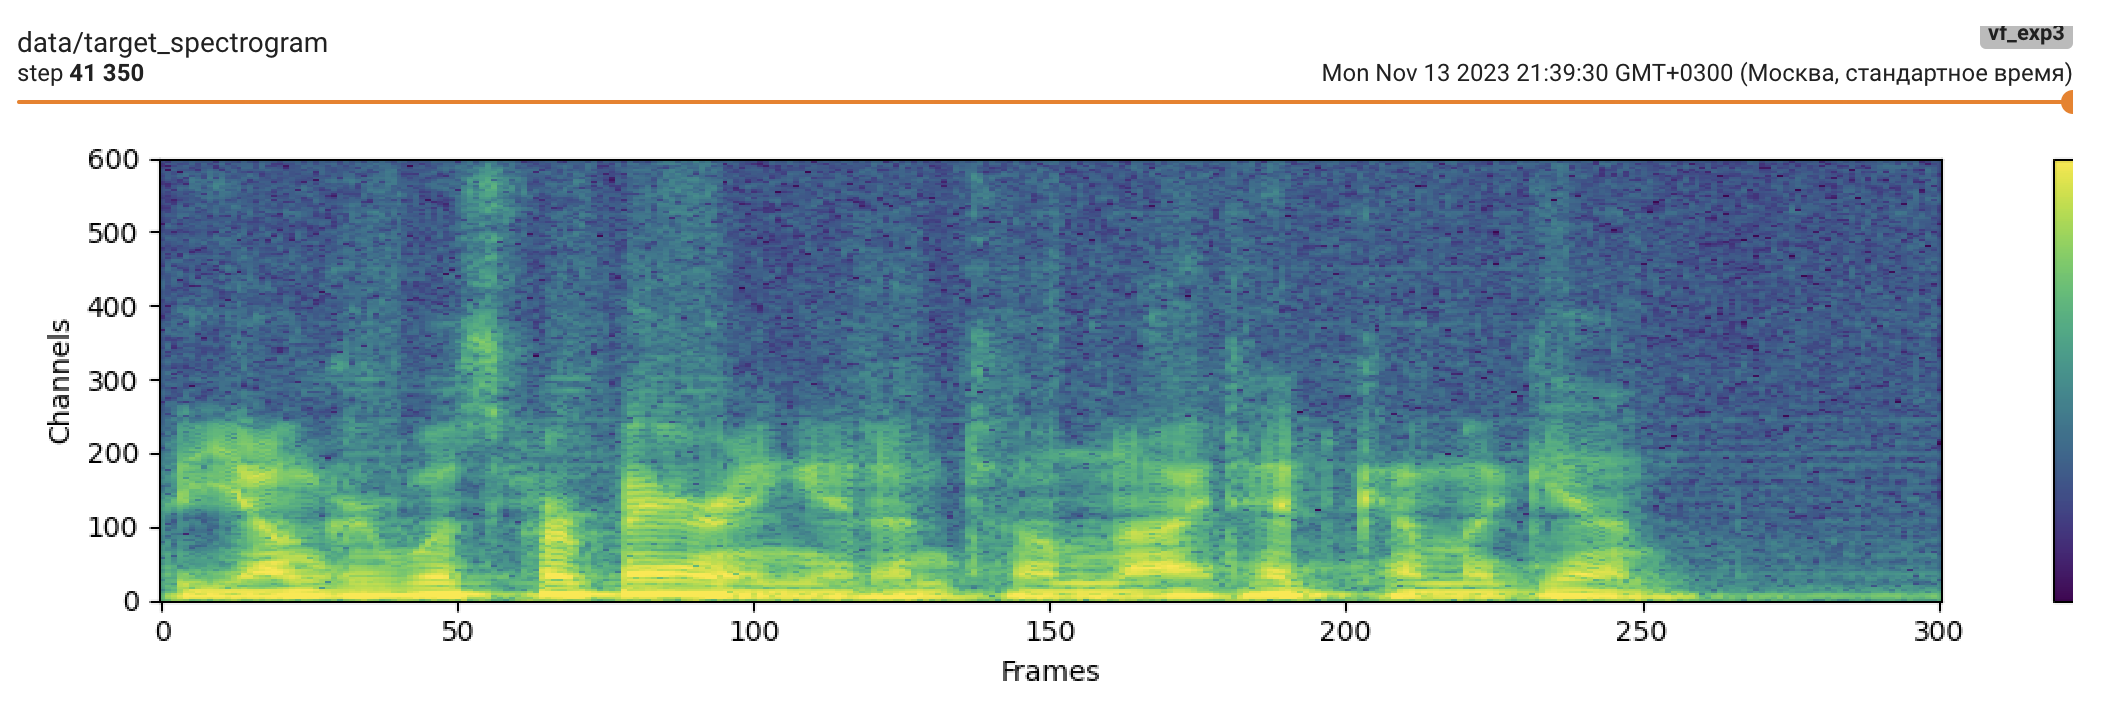 data/target_spectrogram
vf_exp3
step 41 350
Mon Nov 13 2023 21:39:30 GMT+0300 (Москва, стандартное время)
600
500
400
300
200
100
0
Channels
0 50 100 150 200 250 300
Frames